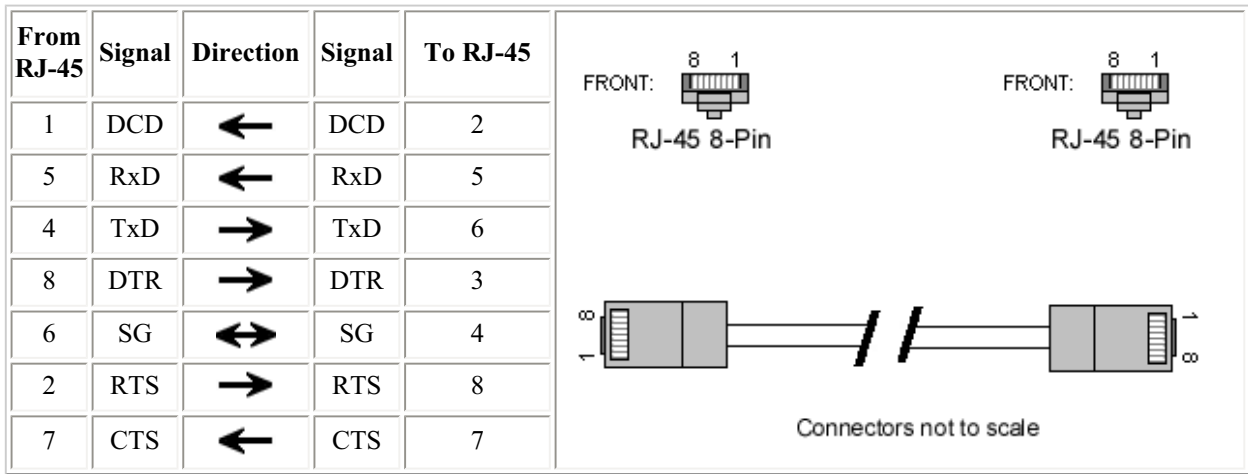 From RJ-45 Signal Direction Signal To RJ-45
1 DCD ← DCD 2
5 RxD ← RxD 5
4 TxD → TxD 6
8 DTR → DTR 3
6 SG ↔ SG 4
2 RTS → RTS 8
7 CTS ← CTS 7
8 1
FRONT:
RJ-45 8-Pin
8 1
FRONT:
RJ-45 8-Pin
8
1
1
8
Connectors not to scale